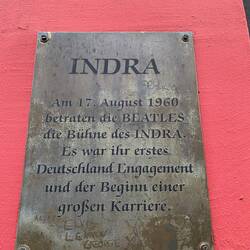 INDRA
Am 17. August 1960
betraten die BEATLES
die Bühne des INDRA.
Es war ihr erstes
Deutschland Engagement
und der Beginn einer
großen Karriere.